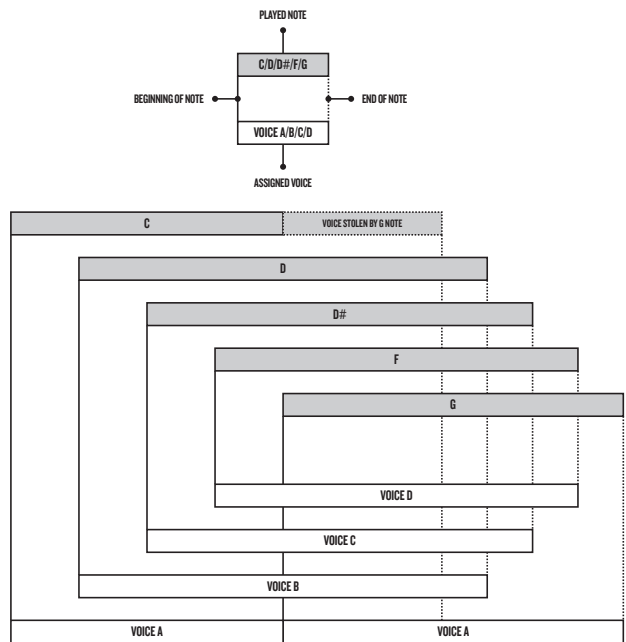 PLAYED NOTE
C/D/D#/F/G
BEGINNING OF NOTE
END OF NOTE
VOICE A/B/C/D
ASSIGNED VOICE
C
VOICE STOLEN BY G NOTE
D
D#
F
G
VOICE D
VOICE C
VOICE B
VOICE A
VOICE A